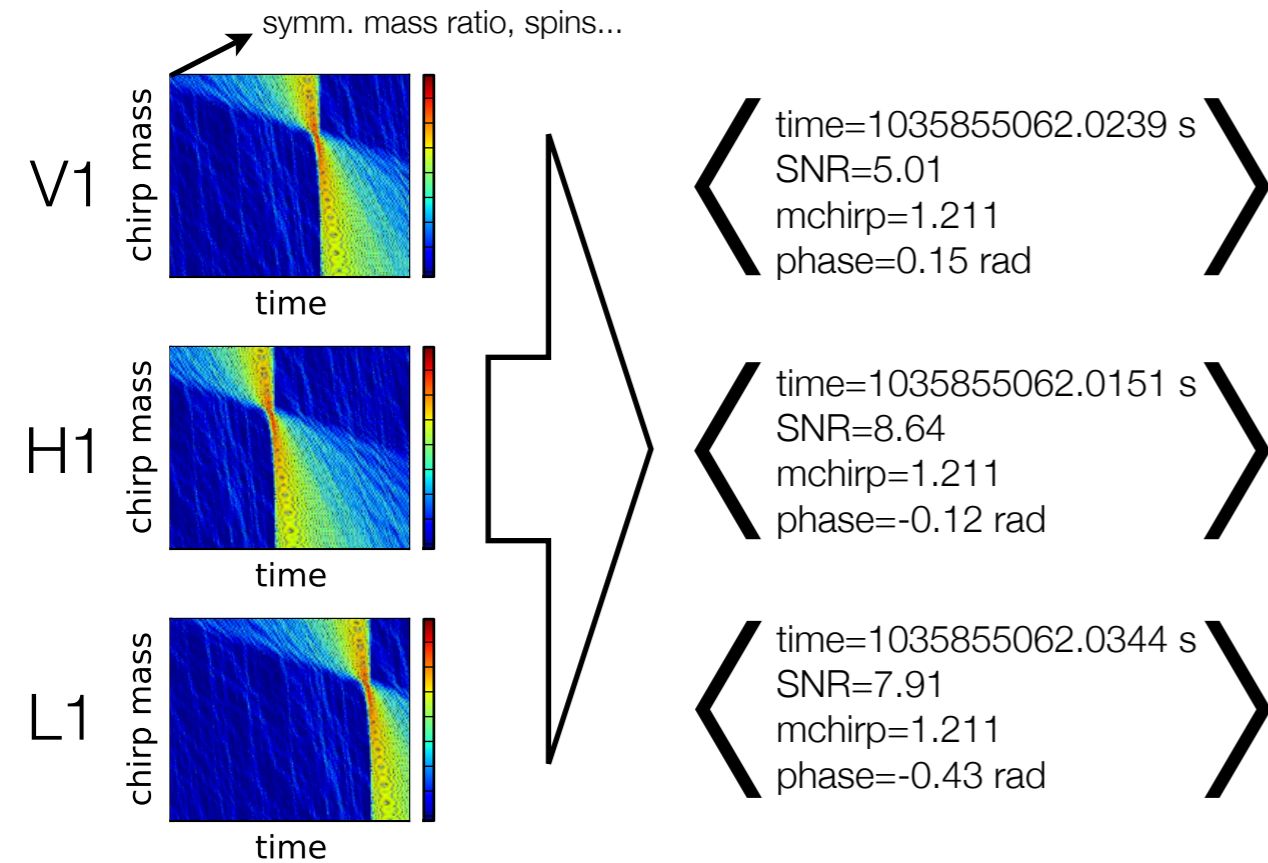 symm. mass ratio, spins...
V1
chirp mass
time
time=1035855062.0239 s
SNR=5.01
mchirp=1.211
phase=0.15 rad
H1
chirp mass
time
time=1035855062.0151 s
SNR=8.64
mchirp=1.211
phase=-0.12 rad
L1
chirp mass
time
time=1035855062.0344 s
SNR=7.91
mchirp=1.211
phase=-0.43 rad